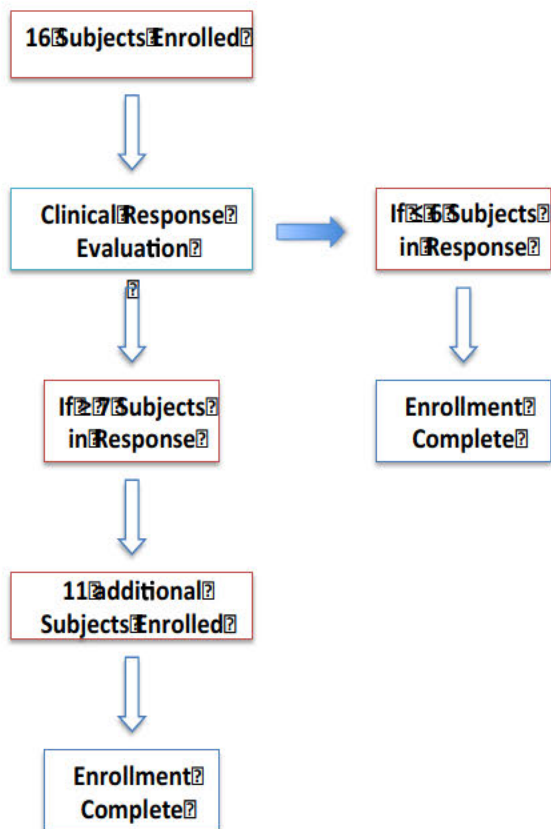 16 Subjects Enrolled
Clinical Response
Evaluation
If ≤ 6 Subjects
in Response
If ≥ 7 Subjects
in Response
Enrollment
Complete
11 additional
Subjects Enrolled
Enrollment
Complete